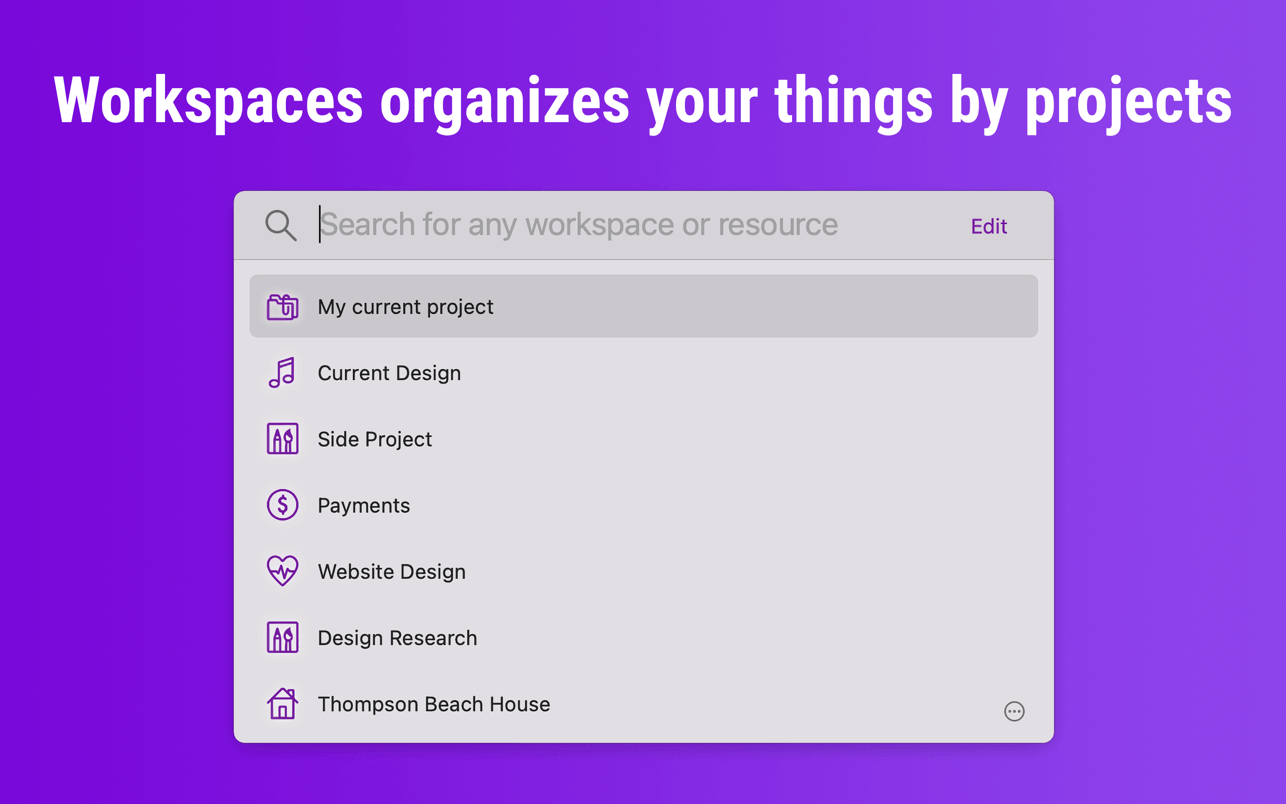 Workspaces organizes your things by projects
Search for any workspace or resource
Edit
My current project
Current Design
Side Project
Payments
Website Design
Design Research
Thompson Beach House